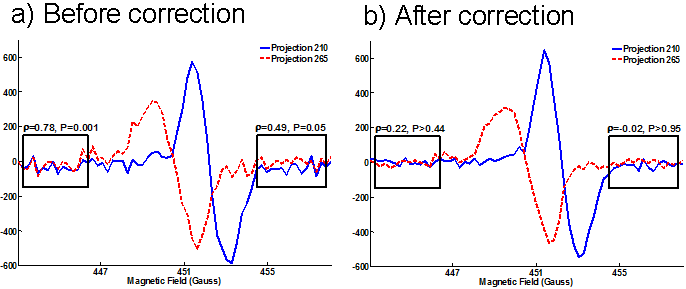 a) Before correction
b) After correction
Projection 210
Projection 265
600
400
200
0
-200
-400
-600
ρ=0.78, P=0.001
ρ=0.49, P=0.05
447
451
455
Magnetic Field (Gauss)
Projection 210
Projection 265
600
400
200
0
-200
-400
-600
ρ=0.22, P>0.44
ρ=-0.02, P>0.95
447
451
455
Magnetic Field (Gauss)